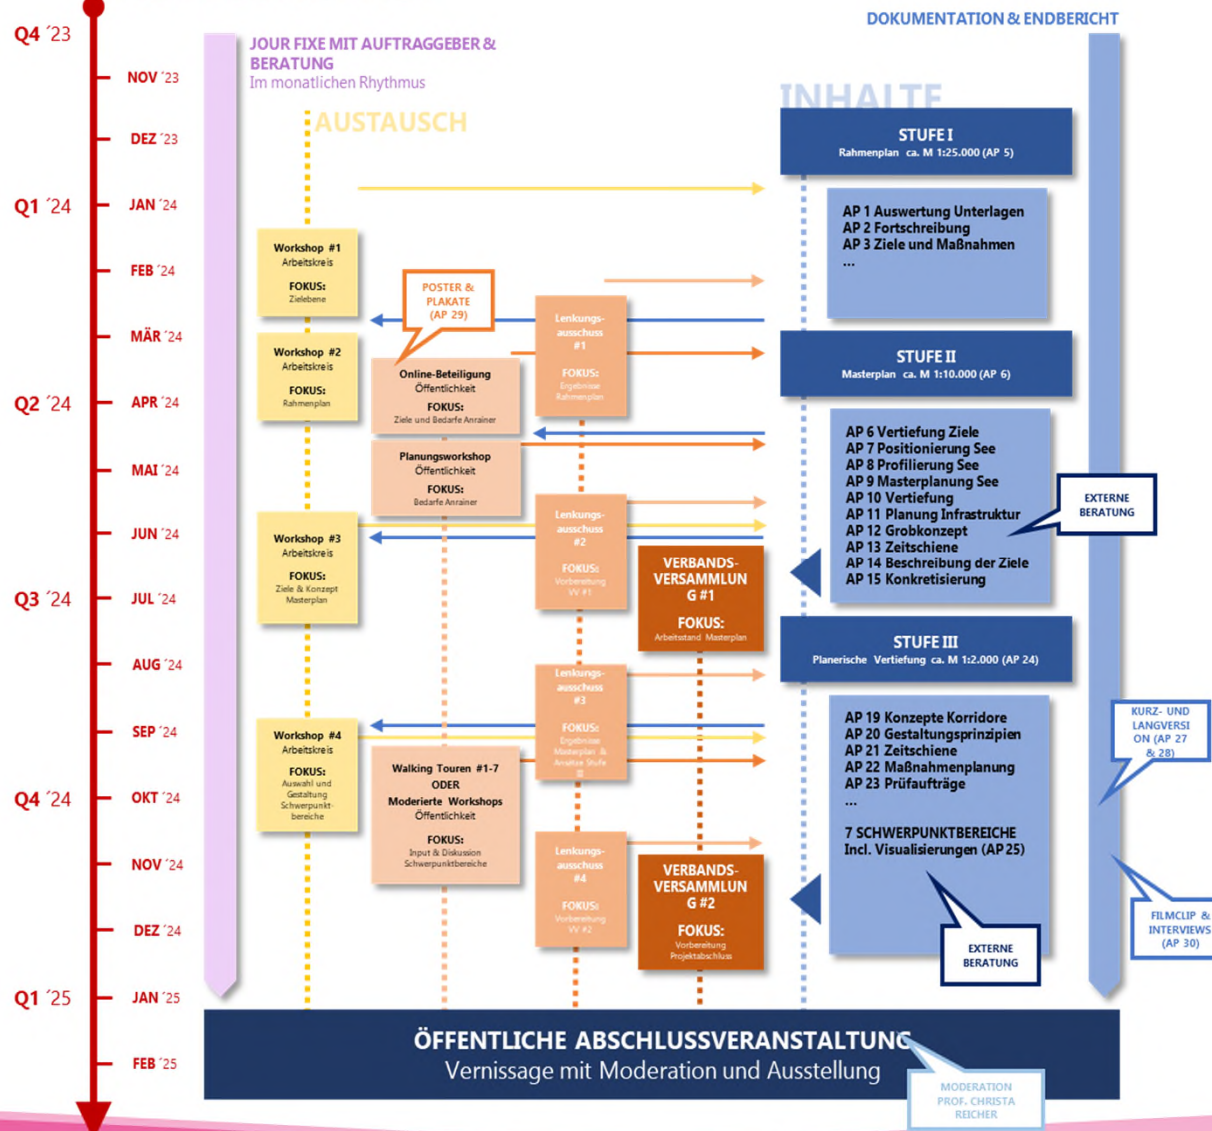 Q4 ´23
NOV ´23
DEZ ´23
Q1 ´24
JAN ´24
FEB ´24
MÄR ´24
Q2 ´24
APR ´24
MAI ´24
JUN ´24
Q3 ´24
JUL ´24
AUG ´24
SEP ´24
Q4 ´24
OKT ´24
NOV ´24
DEZ ´24
Q1 ´25
JAN ´25
FEB ´25
JOUR FIXE MIT AUFTRAGGEBER &
BERATUNG
Im monatlichen Rhythmus
AUSTAUSCH
Workshop #1
Arbeitskreis
FOKUS:
Zielebene
Workshop #2
Arbeitskreis
FOKUS:
Rahmenplan
Workshop #3
Arbeitskreis
FOKUS:
Ziele & Konzept
Masterplan
Workshop #4
Arbeitskreis
FOKUS:
Auswahl und
Gestaltung
Schwerpunkt-
bereiche
POSTER &
PLAKATE
(AP 29)
Online-Beteiligung
Öffentlichkeit
FOKUS:
Ziele und Bedarfe Anrainer
Planungsworkshop
Öffentlichkeit
FOKUS:
Bedarfe Anrainer
Walking Touren #1-7
ODER
Moderierte Workshops
Öffentlichkeit
FOKUS:
Input & Diskussion
Schwerpunktbereiche
Lenkungs-
ausschuss
#1
FOKUS:
Ergebnisse
Rahmenplan
Lenkungs-
ausschuss
#2
FOKUS:
Vorbereitung
VV #1
Lenkungs-
ausschuss
#3
FOKUS:
Ergebnisse
Masterplan &
Ansätze Stufe
III
Lenkungs-
ausschuss
#4
FOKUS:
Vorbereitung
VV #2
VERBANDS-
VERSAMMLUN
G #1
FOKUS:
Arbeitsstand Masterplan
VERBANDS-
VERSAMMLUN
G #2
FOKUS:
Vorbereitung
Projektabschluss
DOKUMENTATION & ENDBERICHT
INHALTE
STUFE I
Rahmenplan ca. M 1:25.000 (AP 5)
AP 1 Auswertung Unterlagen
AP 2 Fortschreibung
AP 3 Ziele und Maßnahmen
...
STUFE II
Masterplan ca. M 1:10.000 (AP 6)
AP 6 Vertiefung Ziele
AP 7 Positionierung See
AP 8 Profilierung See
AP 9 Masterplanung See
AP 10 Vertiefung
AP 11 Planung Infrastruktur
AP 12 Grobkonzept
AP 13 Zeitschiene
AP 14 Beschreibung der Ziele
AP 15 Konkretisierung
EXTERNE
BERATUNG
STUFE III
Planerische Vertiefung ca. M 1:2.000 (AP 24)
AP 19 Konzepte Korridore
AP 20 Gestaltungsprinzipien
AP 21 Zeitschiene
AP 22 Maßnahmenplanung
AP 23 Prüfaufträge
...
7 SCHWERPUNKTBEREICHE
Incl. Visualisierungen (AP 25)
EXTERNE
BERATUNG
KURZ- UND
LANGVERSI
ON (AP 27
& 28)
FILMCLIP &
INTERVIEWS
(AP 30)
ÖFFENTLICHE ABSCHLUSSVERANSTALTUNG
Vernissage mit Moderation und Ausstellung
MODERATION
PROF. CHRISTA
REICHER